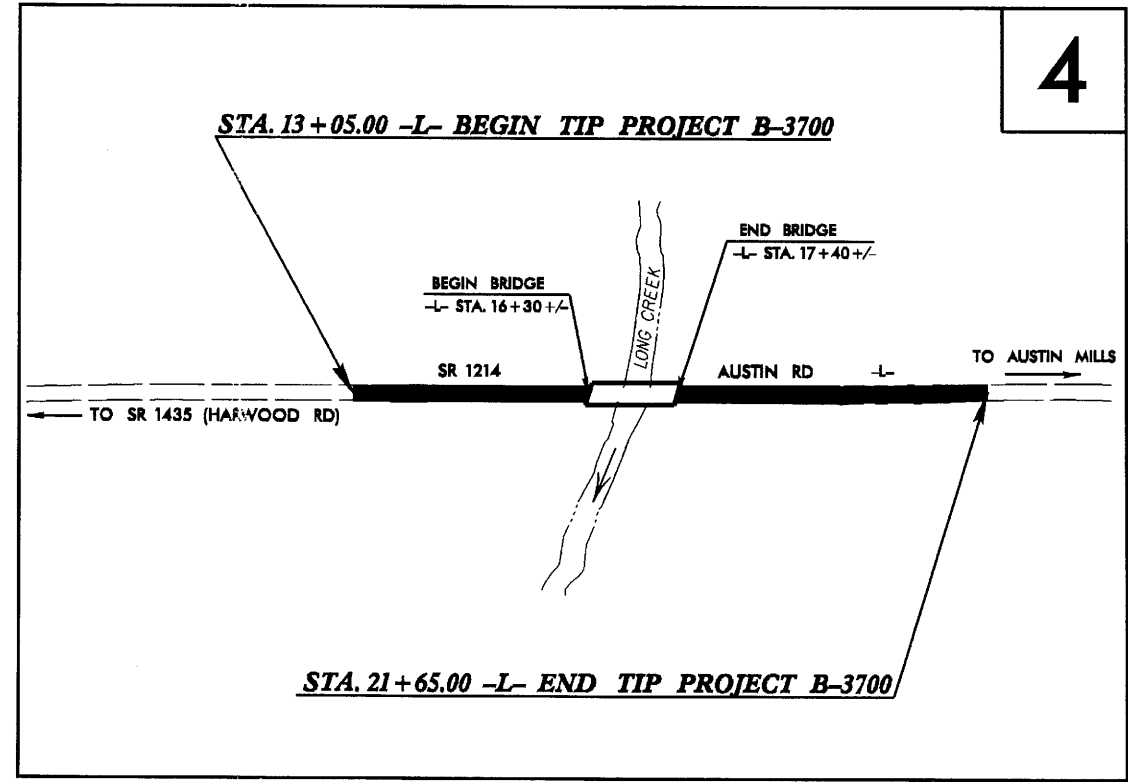 4
STA. 13+05.00 -L- BEGIN TIP PROJECT B-3700
END BRIDGE
-L- STA. 17+40 +/-
BEGIN BRIDGE
-L- STA. 16+30 +/-
LONG CREEK
SR 1214
AUSTIN RD -L-
TO AUSTIN MILLS
TO SR 1435 (HARWOOD RD)
STA. 21+65.00 -L- END TIP PROJECT B-3700